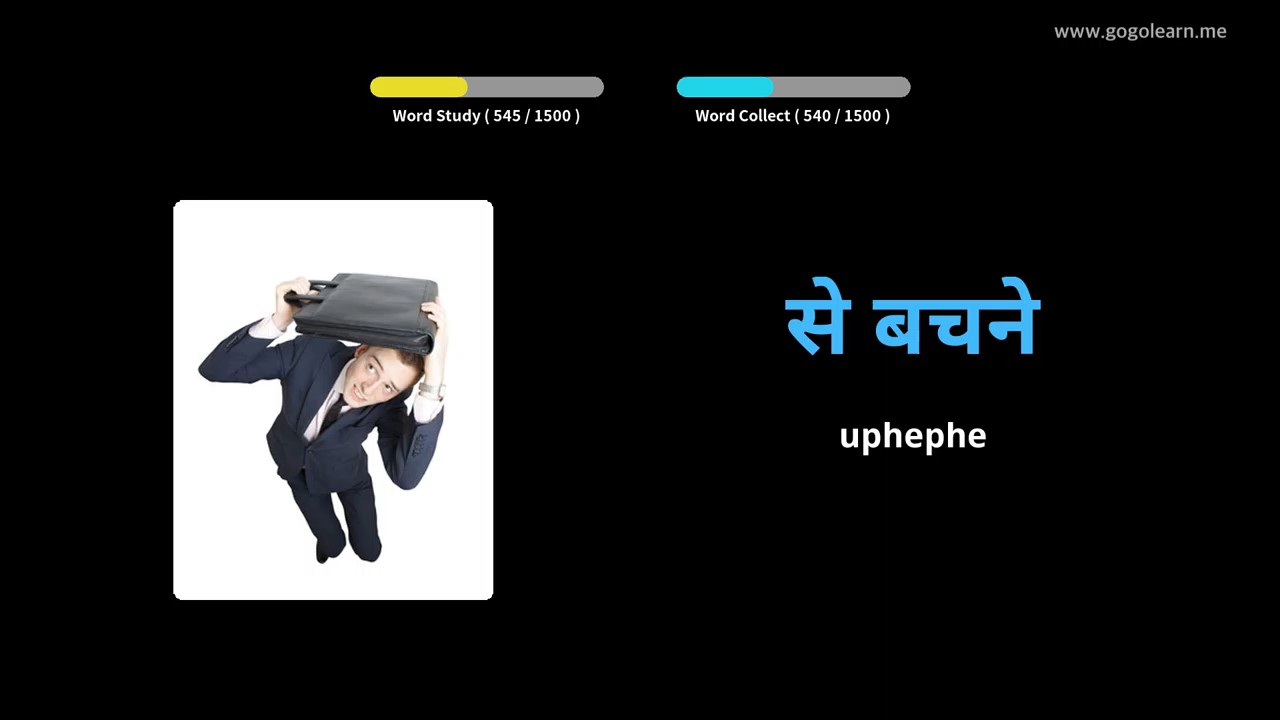 www.gogolearn.me
Word Study ( 545 / 1500 )
Word Collect ( 540 / 1500 )
से बचने
uphephe